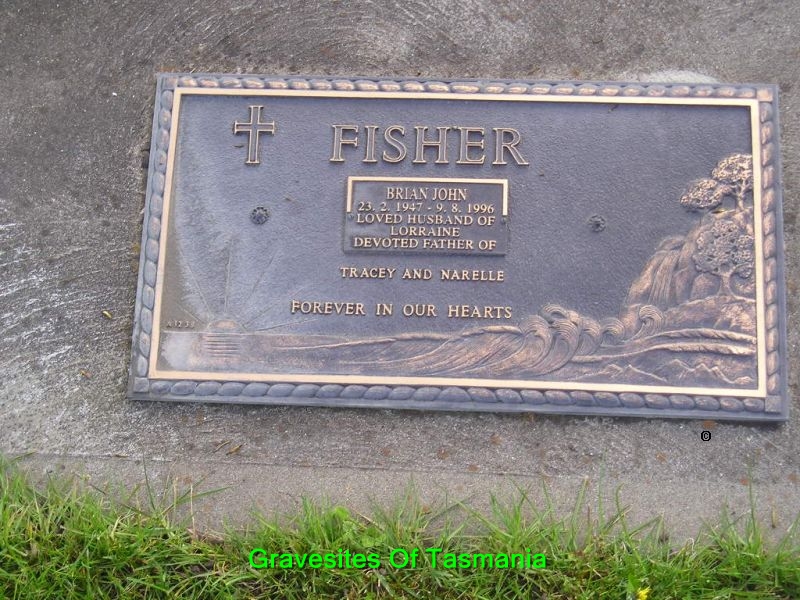 FISHER
BRIAN JOHN
23. 2. 1947 - 9. 8. 1996
LOVED HUSBAND OF
LORRAINE
DEVOTED FATHER OF
TRACEY AND NARELLE
FOREVER IN OUR HEARTS
©
Gravesites Of Tasmania